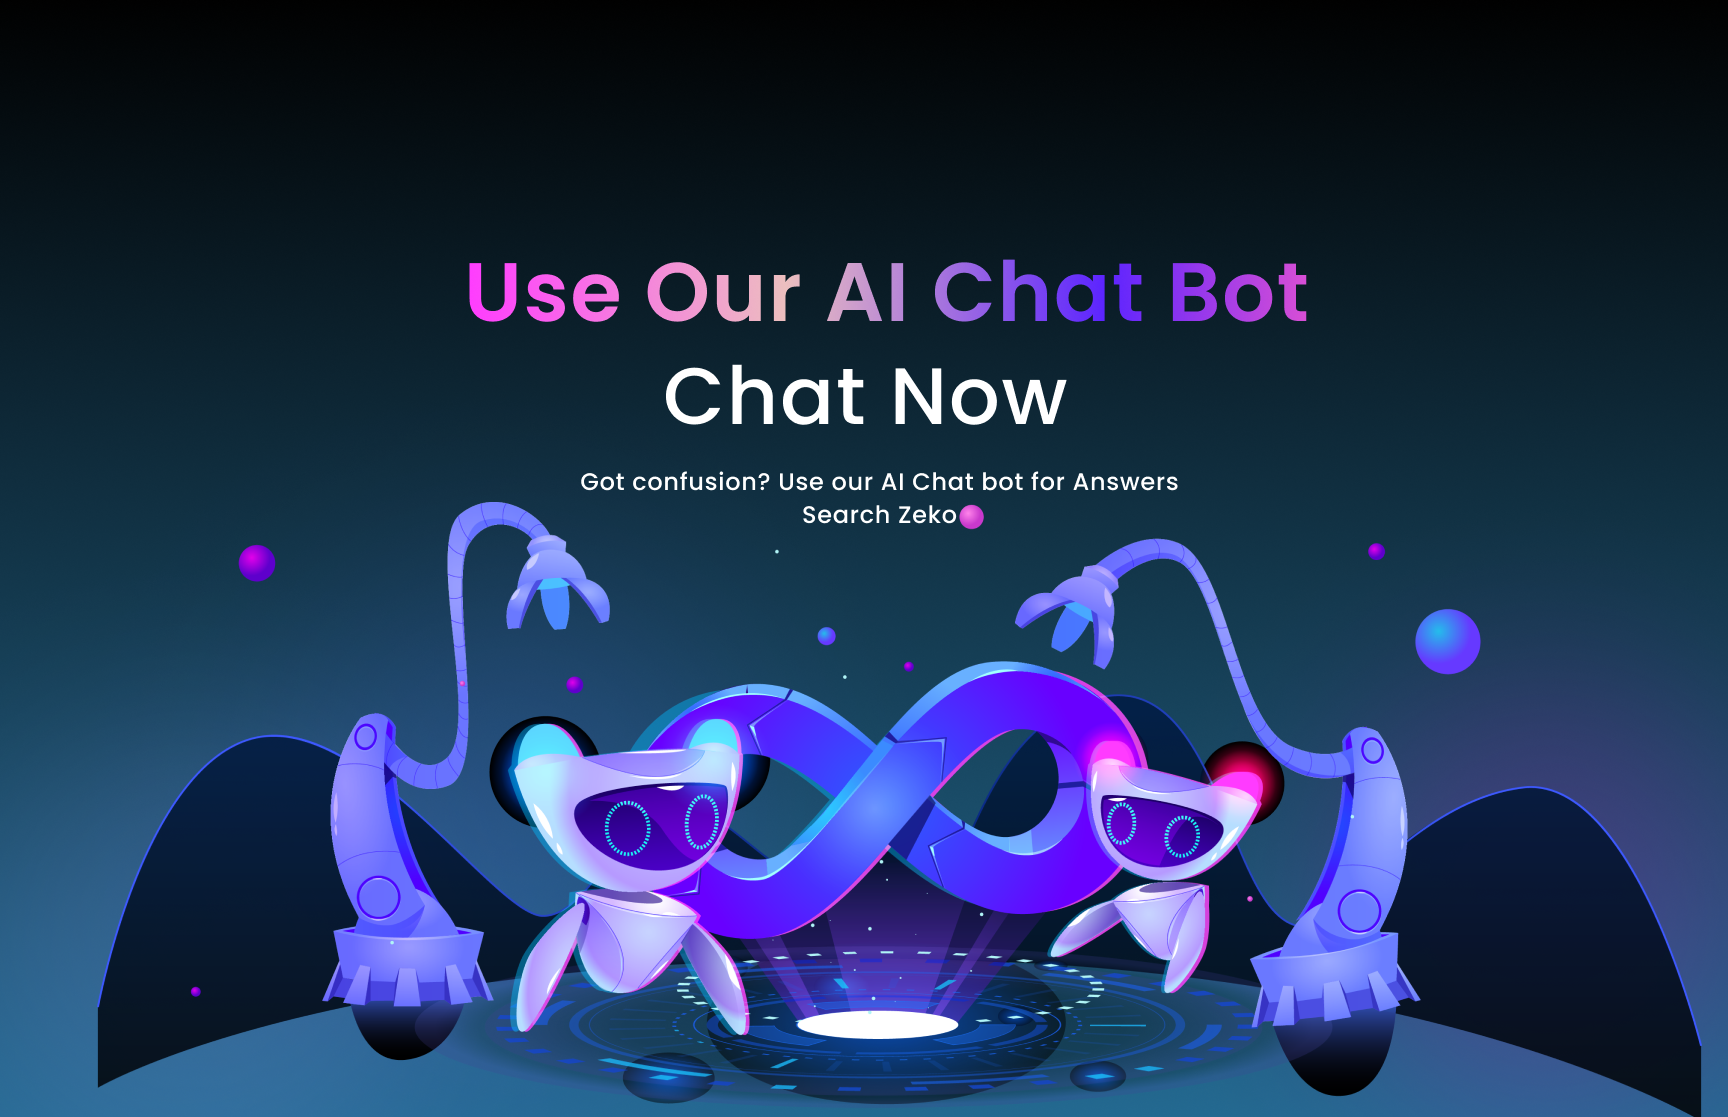 Use Our AI Chat Bot
Chat Now
Got confusion? Use our AI Chat bot for Answers
Search Zeko